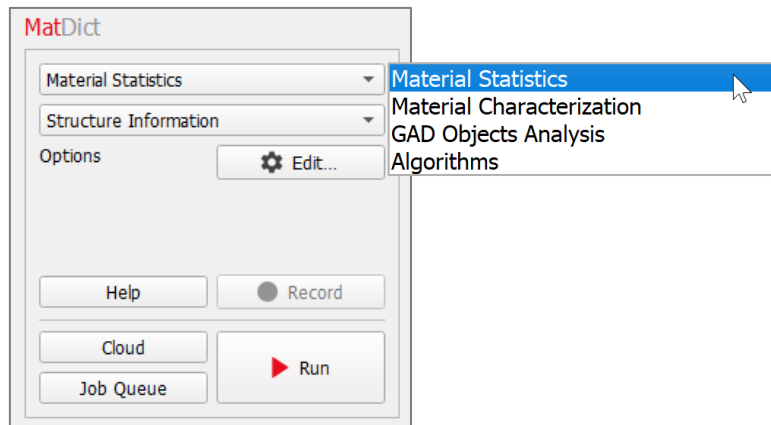 MatDict
Material Statistics
Structure Information
Options
Edit...
Help
Record
Cloud
Job Queue
Run
Material Statistics
Material Characterization
GAD Objects Analysis
Algorithms